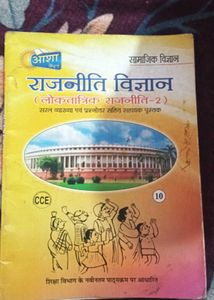 आशा
सामाजिक विज्ञान
राजनीति विज्ञान
(लोकतांत्रिक राजनीति-2)
सरल व्याख्या एवं प्रश्नोत्तर सहित सहायक पुस्तक
CCE
10
शिक्षा विभाग के नवीनतम पाठ्यक्रम पर आधारित